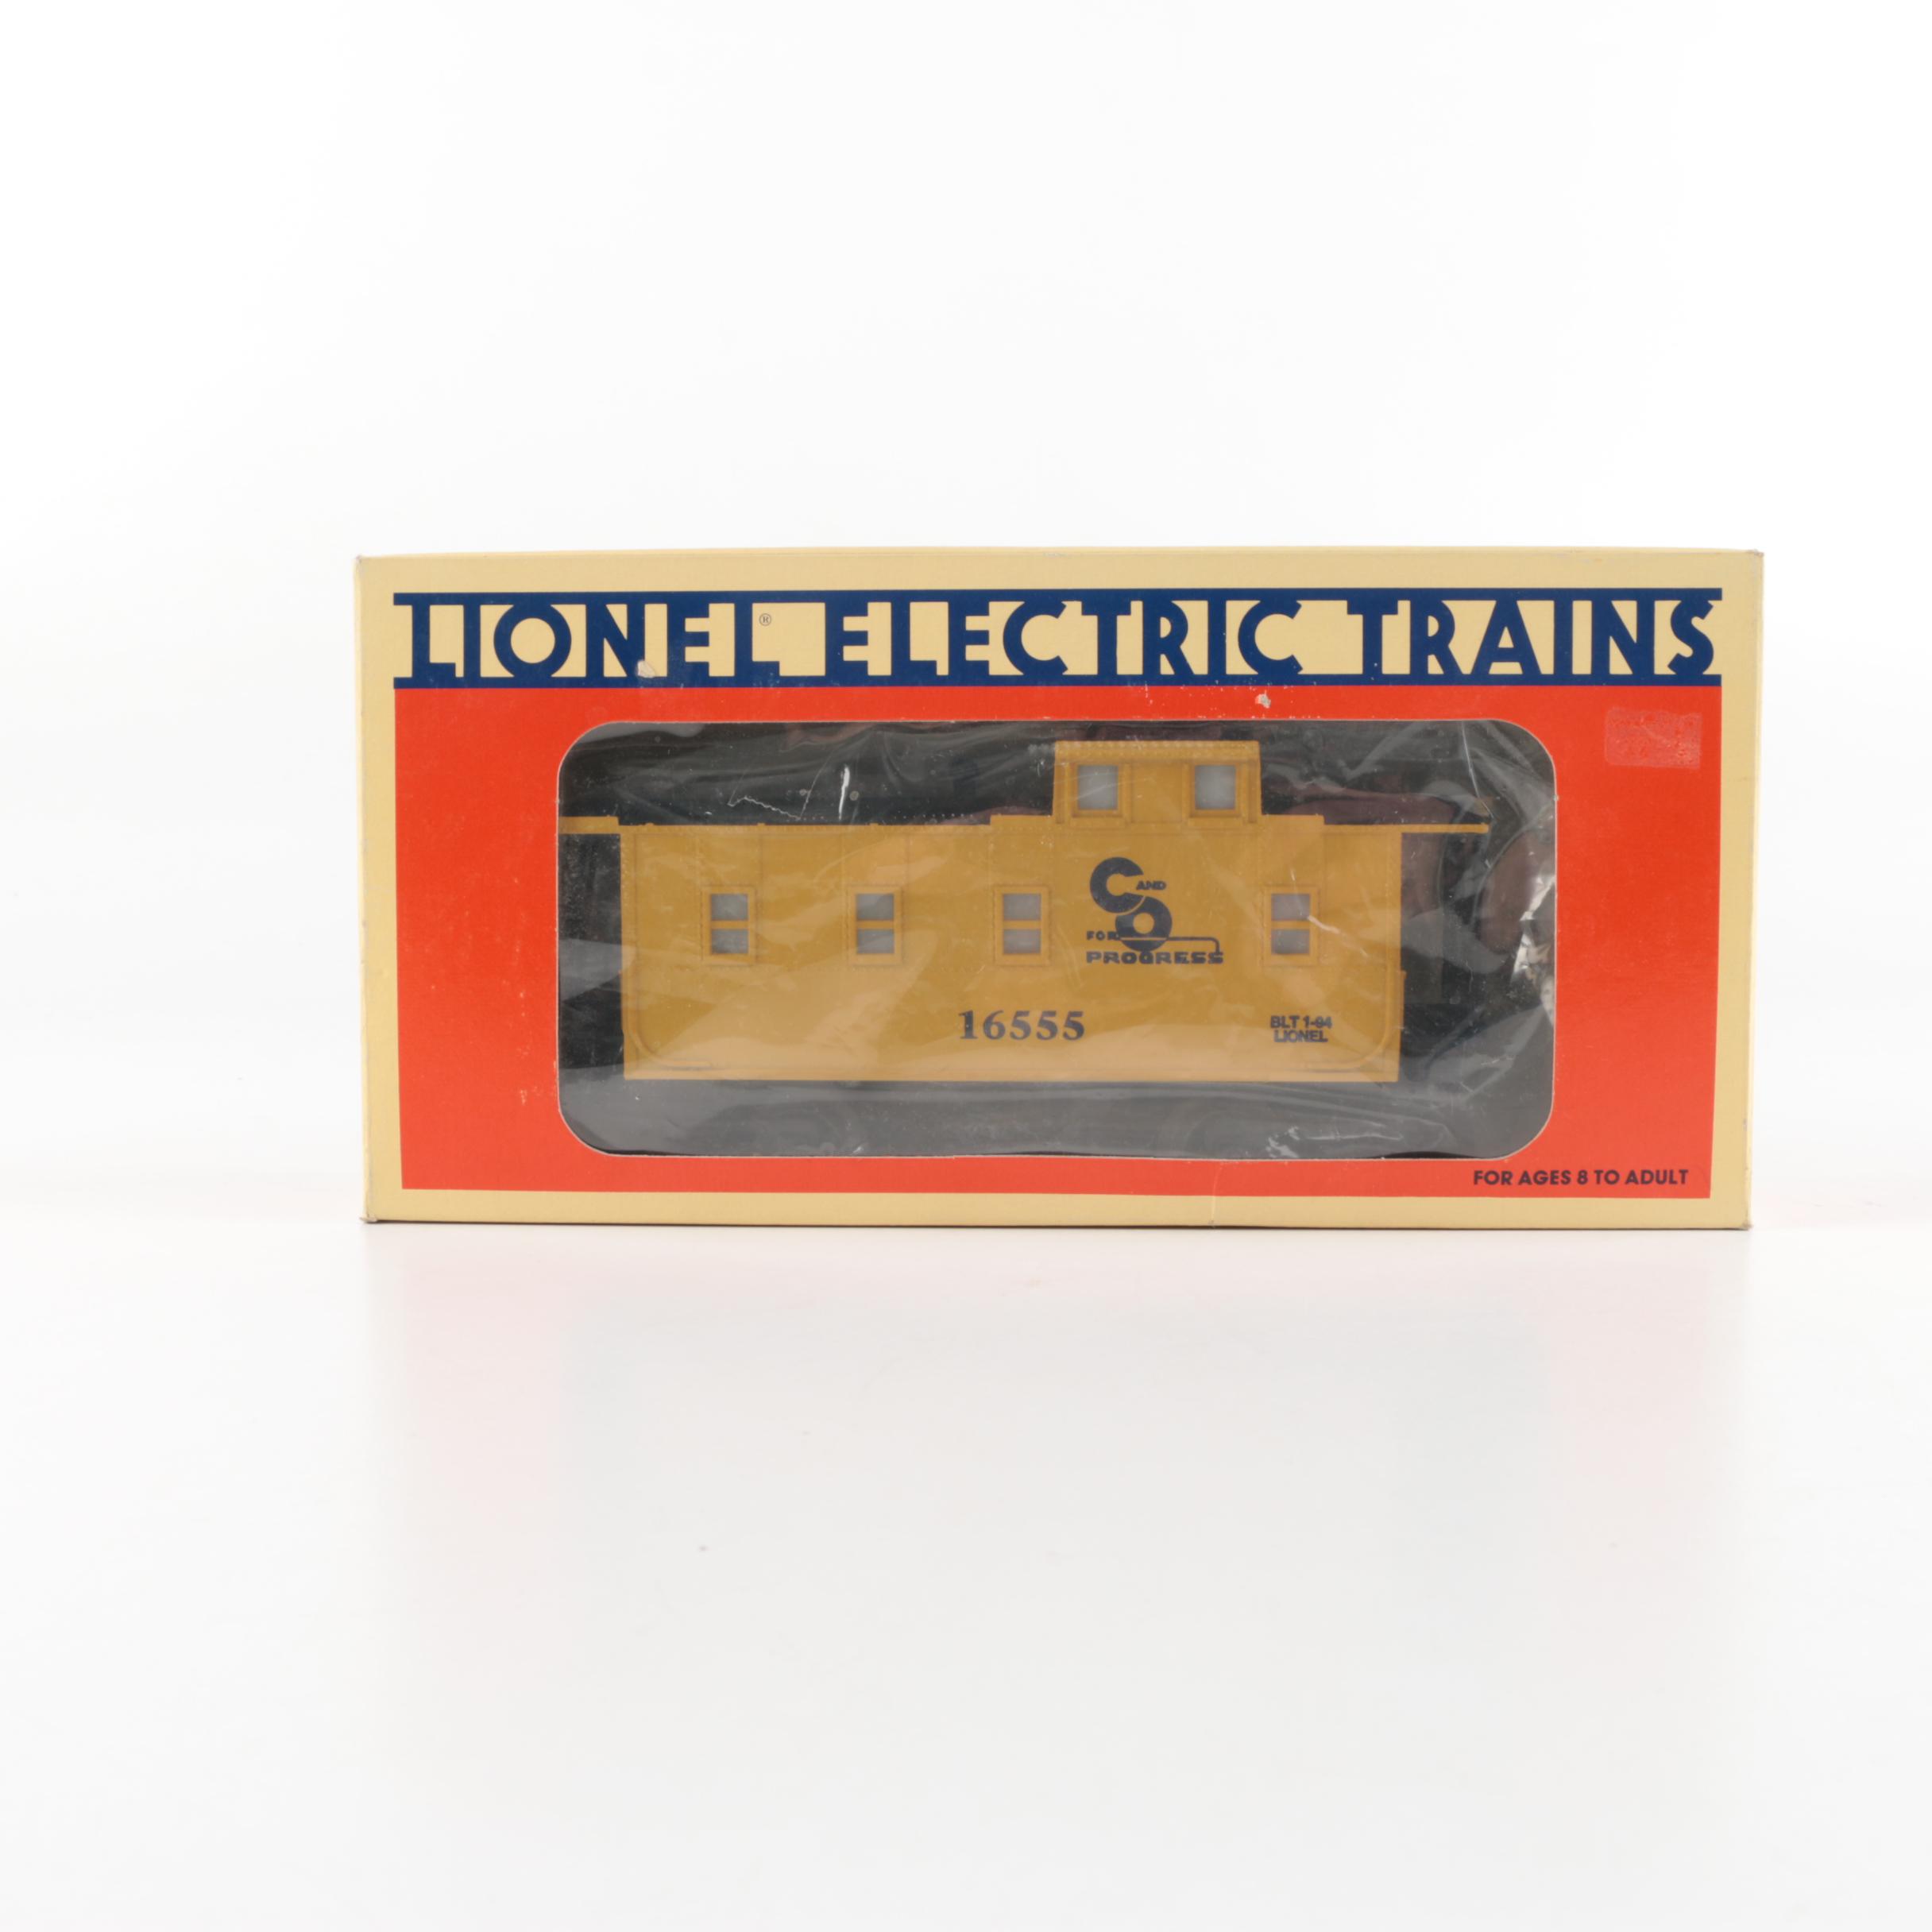 LIONEL® ELECTRIC TRAINS
C AND O
FOR
PROGRESS
16555
BLT 1-94
LIONEL
FOR AGES 8 TO ADULT